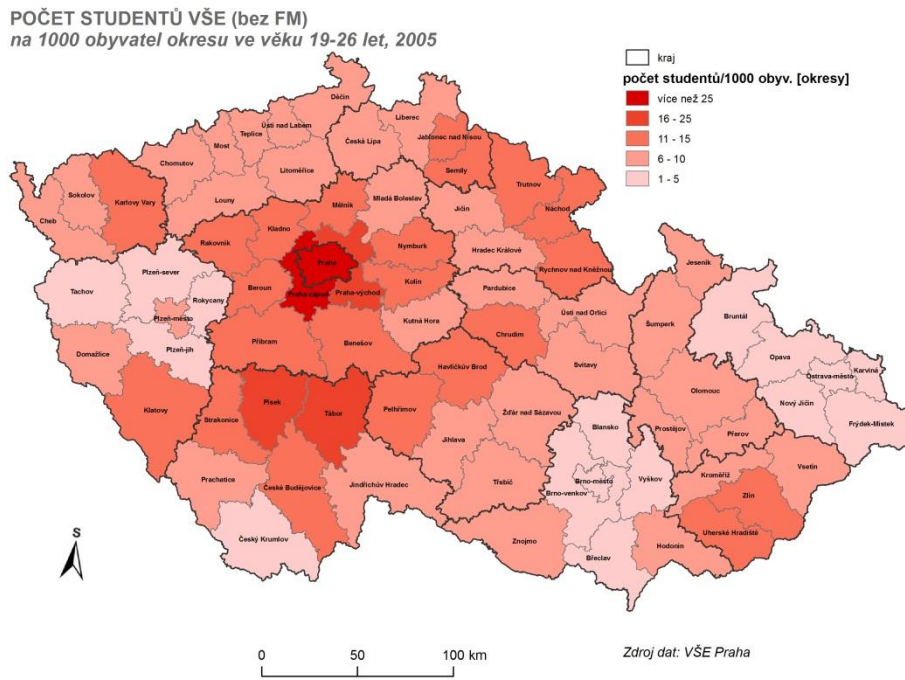 POČET STUDENTŮ VŠE (bez FM)
na 1000 obyvatel okresu ve věku 19-26 let, 2005
kraj
počet studentů/1000 obyv. [okresy]
více než 25
16 - 25
11 - 15
6 - 10
1 - 5
Děčín
Liberec
Ústí nad Labem
Teplice
Jablonec nad Nisou
Most
Česká Lípa
Chomutov
Litoměřice
Semily
Trutnov
Sokolov
Louny
Mělník
Mladá Boleslav
Jičín
Karlovy Vary
Náchod
Cheb
Kladno
Rakovník
Nymburk
Hradec Králové
Praha
Rychnov nad Kněžnou
Jeseník
Plzeň-sever
Kolín
Beroun
Praha-západ
Praha-východ
Pardubice
Tachov
Rokycany
Ústí nad Orlicí
Bruntál
Plzeň-město
Kutná Hora
Šumperk
Chrudim
Příbram
Benešov
Plzeň-jih
Opava
Domažlice
Havlíčkův Brod
Svitavy
Ostrava-město
Karviná
Olomouc
Nový Jičín
Klatovy
Písek
Tábor
Pelhřimov
Žďár nad Sázavou
Strakonice
Frýdek-Místek
Blansko
Prostějov
Přerov
Jihlava
Vsetín
Kroměříž
Prachatice
České Budějovice
Jindřichův Hradec
Třebíč
Brno-město
Vyškov
Brno-venkov
Zlín
Uherské Hradiště
Český Krumlov
Znojmo
Hodonín
Břeclav
S
0 50 100 km
Zdroj dat: VŠE Praha